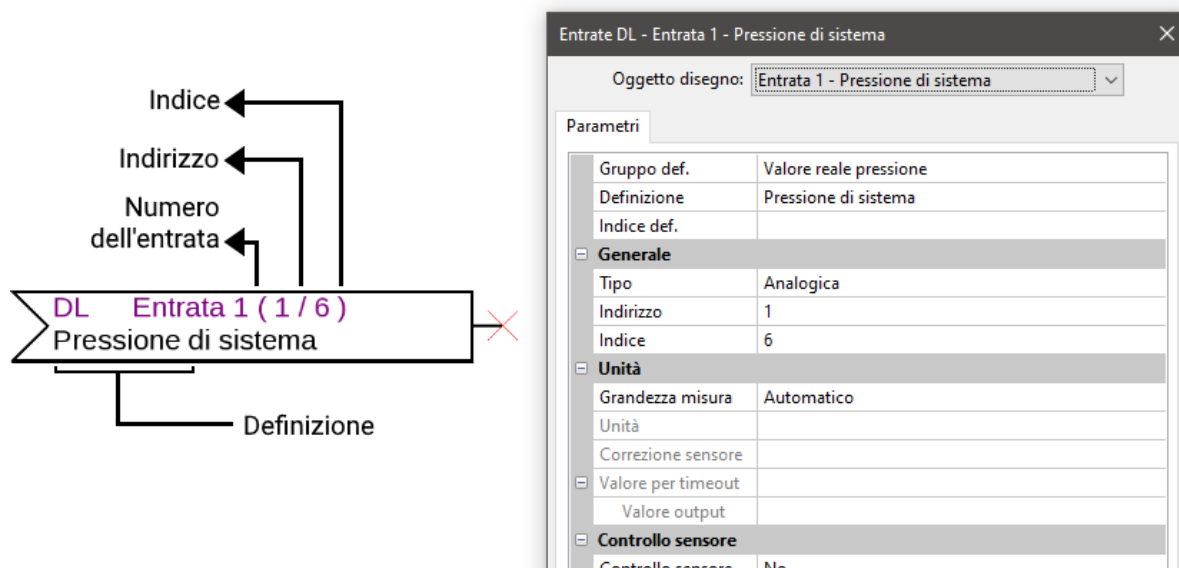 Indice
Indirizzo
Numero
dell'entrata
DL Entrata 1 ( 1 / 6 )
Pressione di sistema
Definizione
Entrate DL - Entrata 1 - Pressione di sistema
Oggetto disegno: Entrata 1 - Pressione di sistema
Parametri
Gruppo def. Valore reale pressione
Definizione Pressione di sistema
Indice def.
Generale
Tipo Analogica
Indirizzo 1
Indice 6
Unità
Grandezza misura Automatico
Unità
Correzione sensore
Valore per timeout
Valore output
Controllo sensore
Controllo sensore No